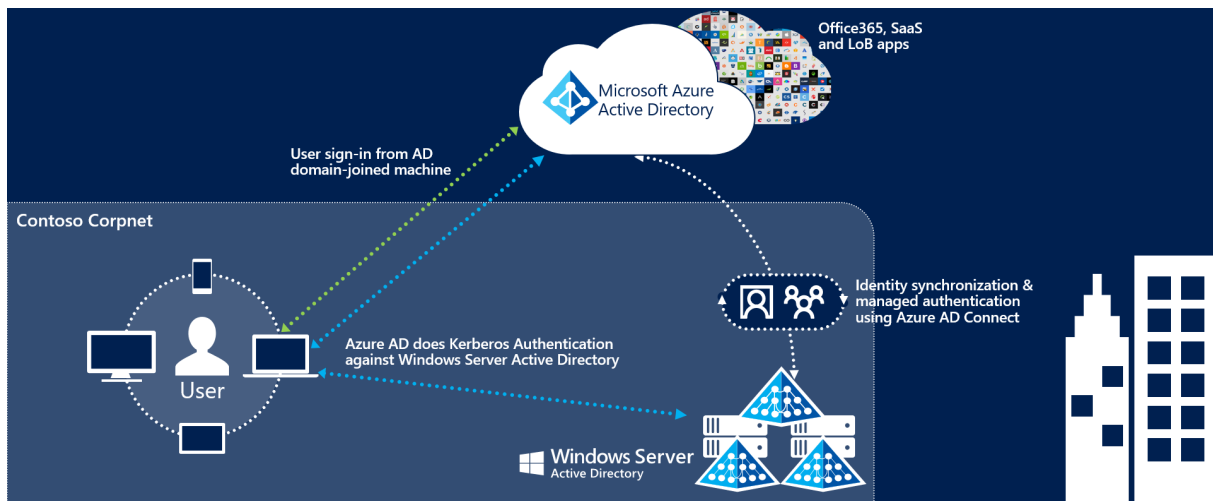 Office365, SaaS
and LoB apps
Microsoft Azure
Active Directory
User sign-in from AD
domain-joined machine
Contoso Corpnet
Identity synchronization &
managed authentication
using Azure AD Connect
Azure AD does Kerberos Authentication
against Windows Server Active Directory
User
Windows Server
Active Directory